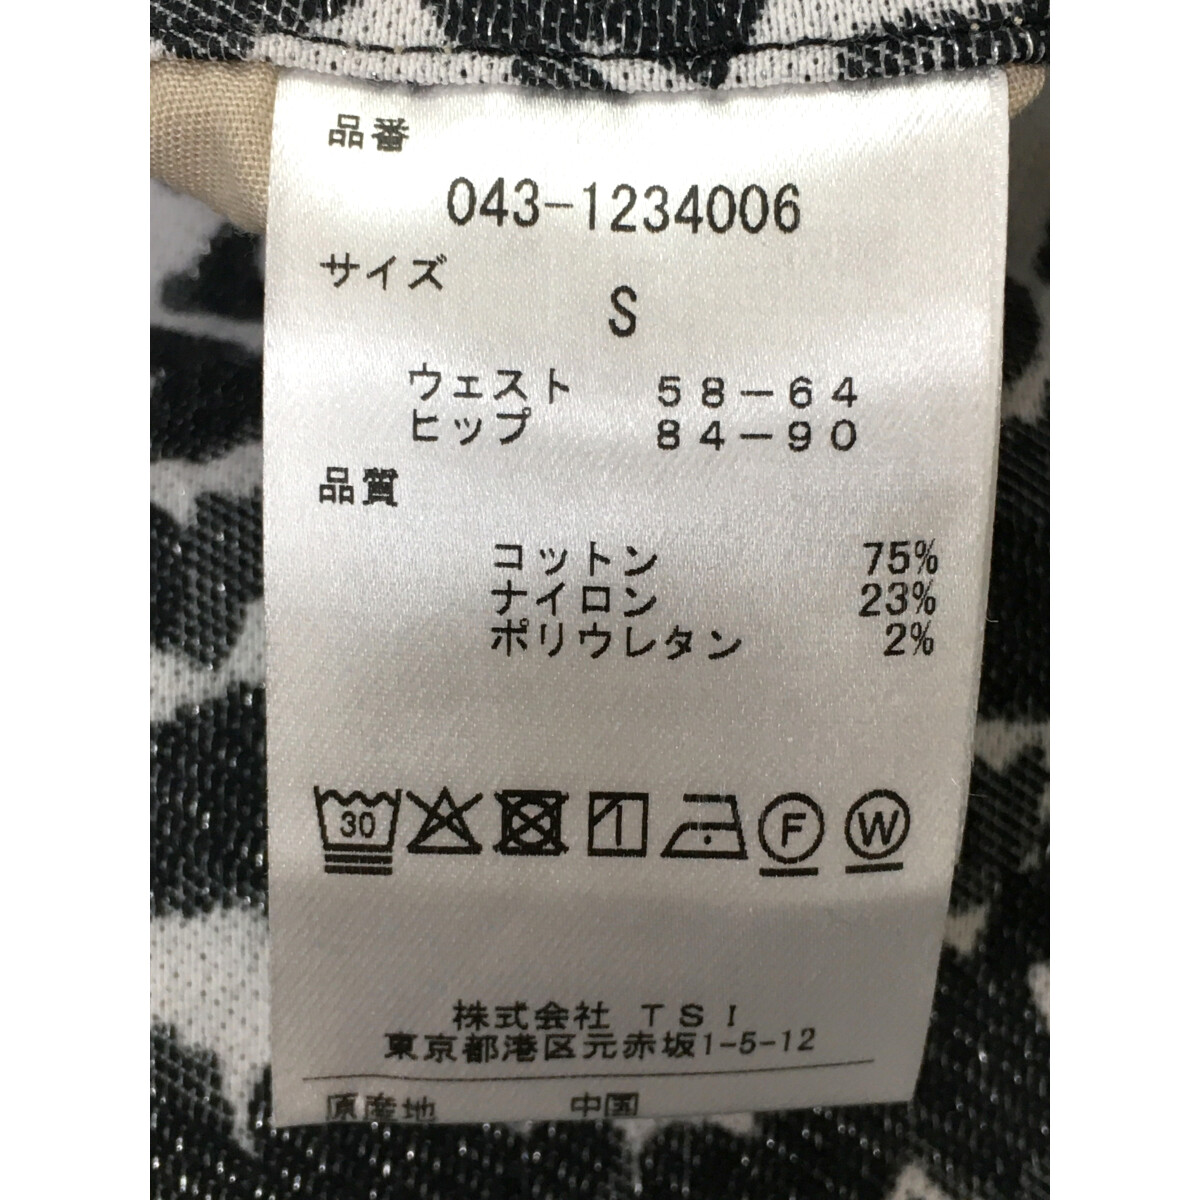 品番
043-1234006
サイズ
S
ウェスト 58-64
ヒップ 84-90
品質
コットン 75%
ナイロン 23%
ポリウレタン 2%
30 F W
株式会社 TSI
東京都港区元赤坂1-5-12
原産地 中国